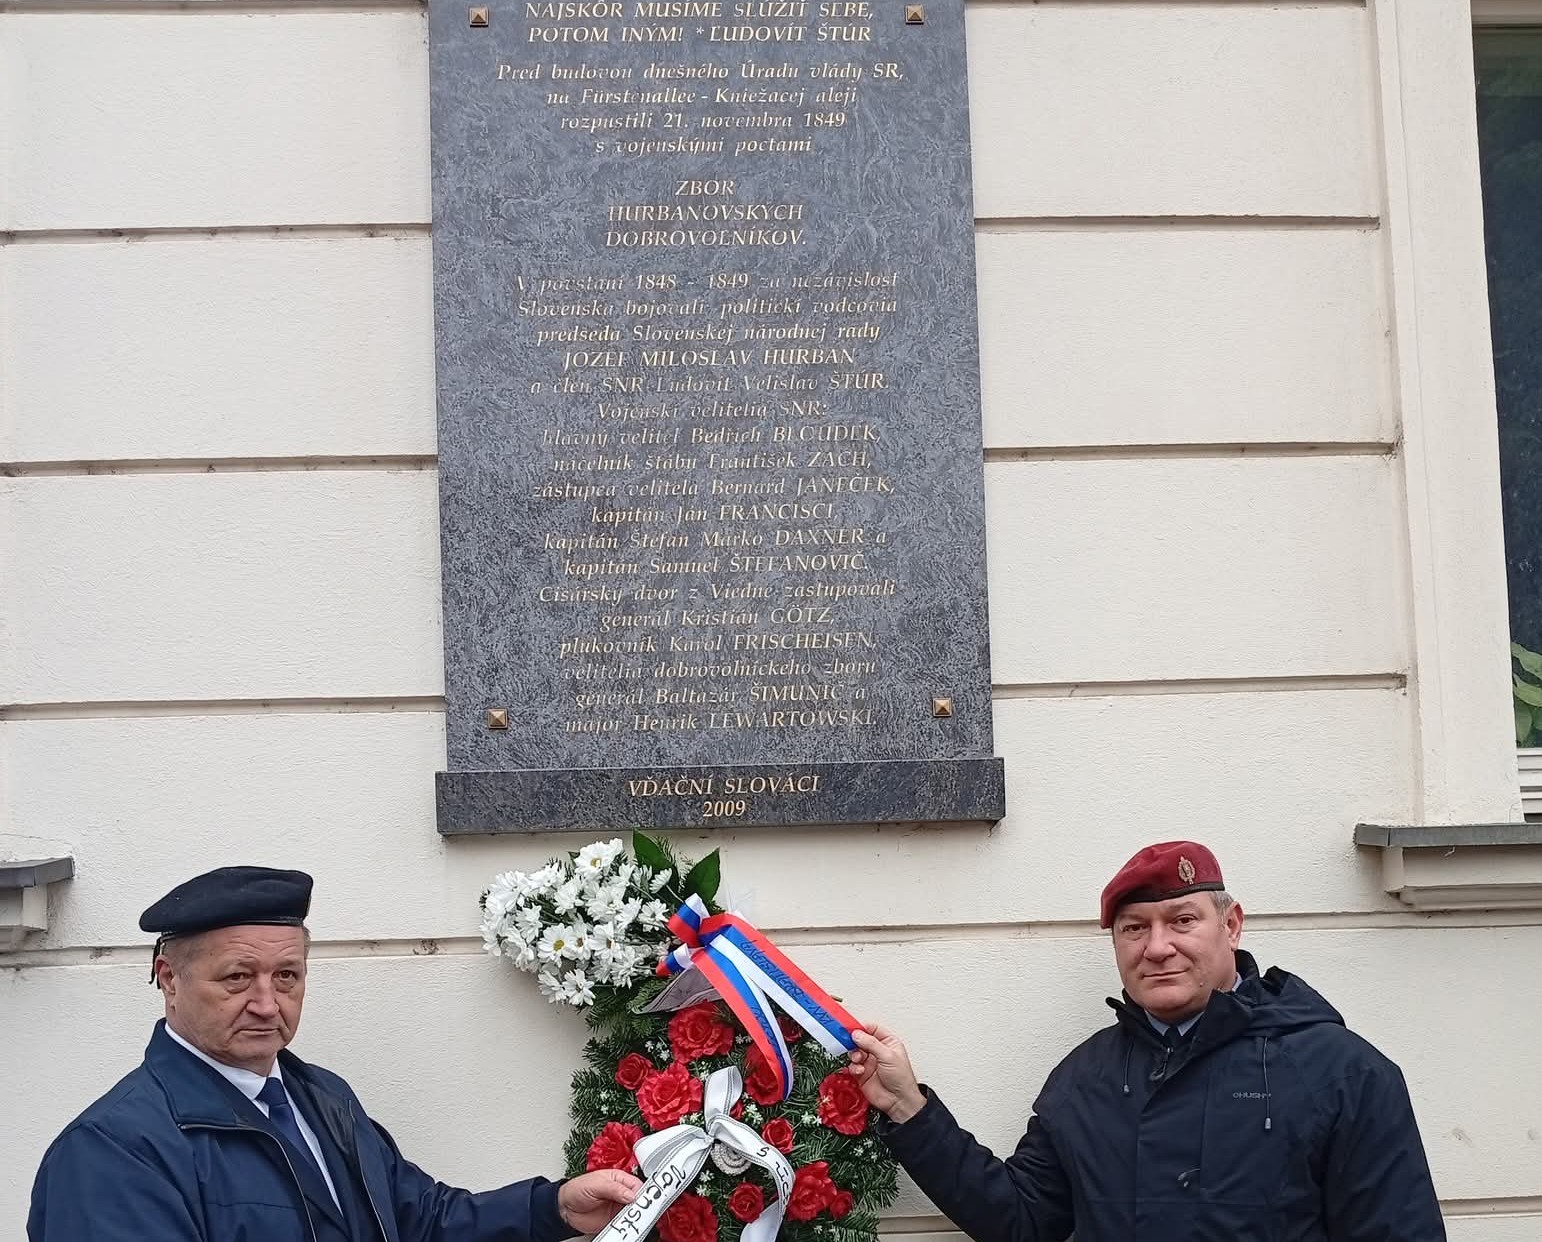 NAJSKÔR MUSÍME SLÚŽIŤ SEBE,
POTOM INÝM! * ĽUDOVÍT ŠTÚR
Pred budovou dnešného Úradu vlády SR,
na Fürstenallee - Kniežacej aleji
rozpustili 21. novembra 1849
s vojenskými poctami
ZBOR
HURBANOVSKÝCH
DOBROVOĽNÍKOV.
V povstaní 1848 - 1849 za nezávislosť
Slovenska bojovali politickí vodcovia
predseda Slovenskej národnej rady
JOZEF MILOSLAV HURBAN
a člen SNR Ľudovít Velislav ŠTÚR.
Vojenskí velitelia SNR:
hlavný veliteľ Bedrich BLOUDEK,
náčelník štábu František ZACH,
zástupca veliteľa Bernard JANEČEK,
kapitán Ján FRANCISCI,
kapitán Štefan Marko DAXNER a
kapitán Samuel ŠTEFANOVIČ.
Cisársky dvor z Viedne zastupovali
generál Kristián GÖTZ,
plukovník Karol FRISCHEISEN,
velitelia dobrovoľníckeho zboru
generál Baltazár ŠIMUNIČ a
major Henrik LEWARTOWSKI.
VĎAČNÍ SLOVÁCI
2009
HUSKY
Vojenský